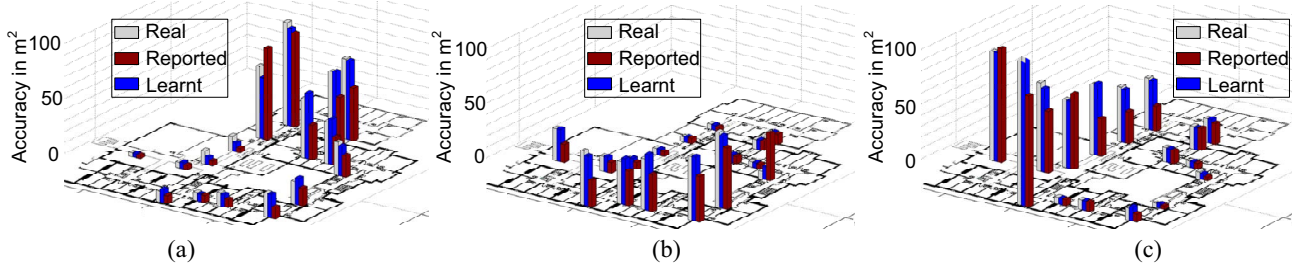 Accuracy in m²
100
50
0
Real
Reported
Learnt
(a)
Accuracy in m²
100
50
0
Real
Reported
Learnt
(b)
Accuracy in m²
100
50
0
Real
Reported
Learnt
(c)